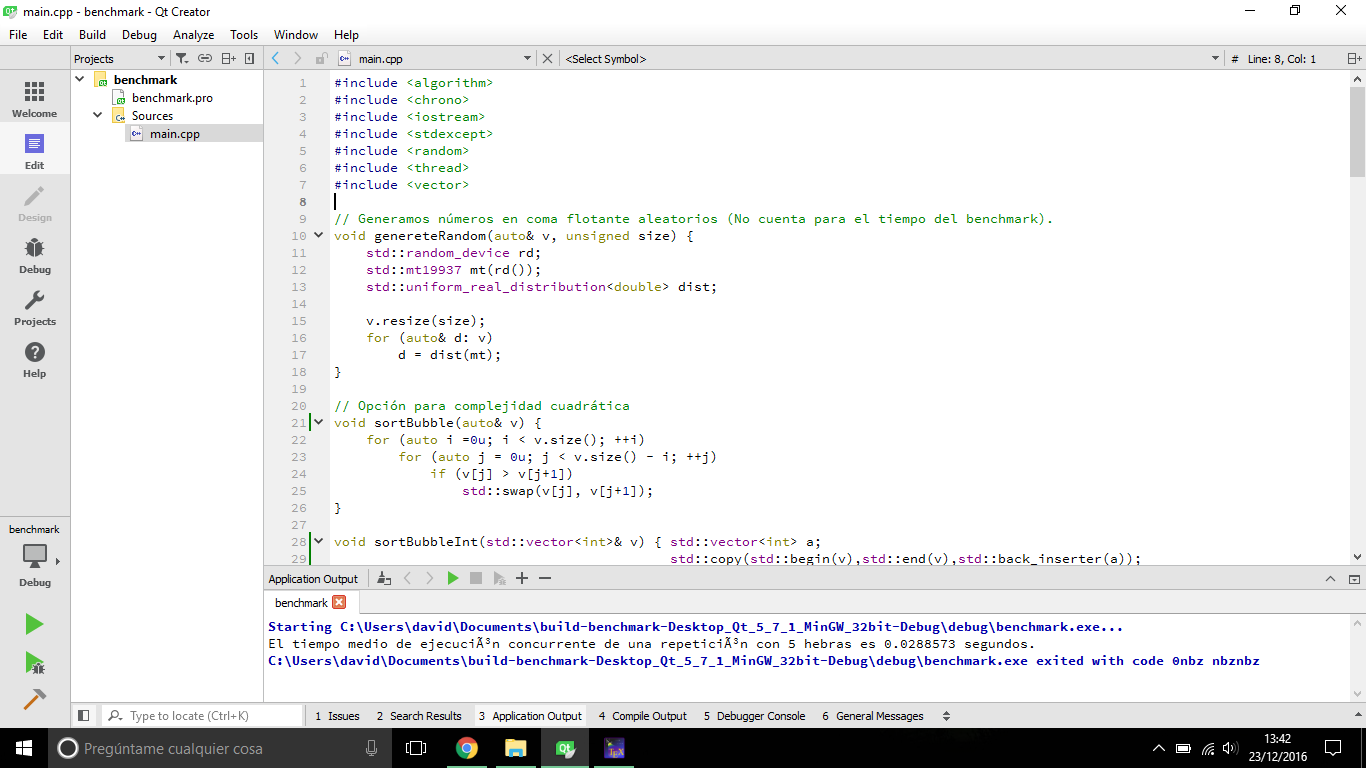 main.cpp - benchmark - Qt Creator
File Edit Build Debug Analyze Tools Window Help
Projects
main.cpp
<Select Symbol>
# Line: 8, Col: 1
Welcome
Edit
Design
Debug
Projects
Help
benchmark
Debug
benchmark
benchmark.pro
Sources
main.cpp
1 #include <algorithm>
2 #include <chrono>
3 #include <iostream>
4 #include <stdexcept>
5 #include <random>
6 #include <thread>
7 #include <vector>
8
9 // Generamos números en coma flotante aleatorios (No cuenta para el tiempo del benchmark).
10 void genereteRandom(auto& v, unsigned size) {
11     std::random_device rd;
12     std::mt19937 mt(rd());
13     std::uniform_real_distribution<double> dist;
14
15     v.resize(size);
16     for (auto& d: v)
17         d = dist(mt);
18 }
19
20 // Opción para complejidad cuadrática
21 void sortBubble(auto& v) {
22     for (auto i =0u; i < v.size(); ++i)
23         for (auto j = 0u; j < v.size() - i; ++j)
24             if (v[j] > v[j+1])
25                 std::swap(v[j], v[j+1]);
26 }
27
28 void sortBubbleInt(std::vector<int>& v) { std::vector<int> a;
29                                           std::copy(std::begin(v),std::end(v),std::back_inserter(a));
Application Output
benchmark
Starting C:\Users\david\Documents\build-benchmark-Desktop_Qt_5_7_1_MinGW_32bit-Debug\debug\benchmark.exe...
El tiempo medio de ejecuciÃ³n concurrente de una repeticiÃ³n con 5 hebras es 0.0288573 segundos.
C:\Users\david\Documents\build-benchmark-Desktop_Qt_5_7_1_MinGW_32bit-Debug\debug\benchmark.exe exited with code 0nbz nbznbz
Type to locate (Ctrl+K)
1 Issues 2 Search Results 3 Application Output 4 Compile Output 5 Debugger Console 6 General Messages
Pregúntame cualquier cosa
13:42
23/12/2016